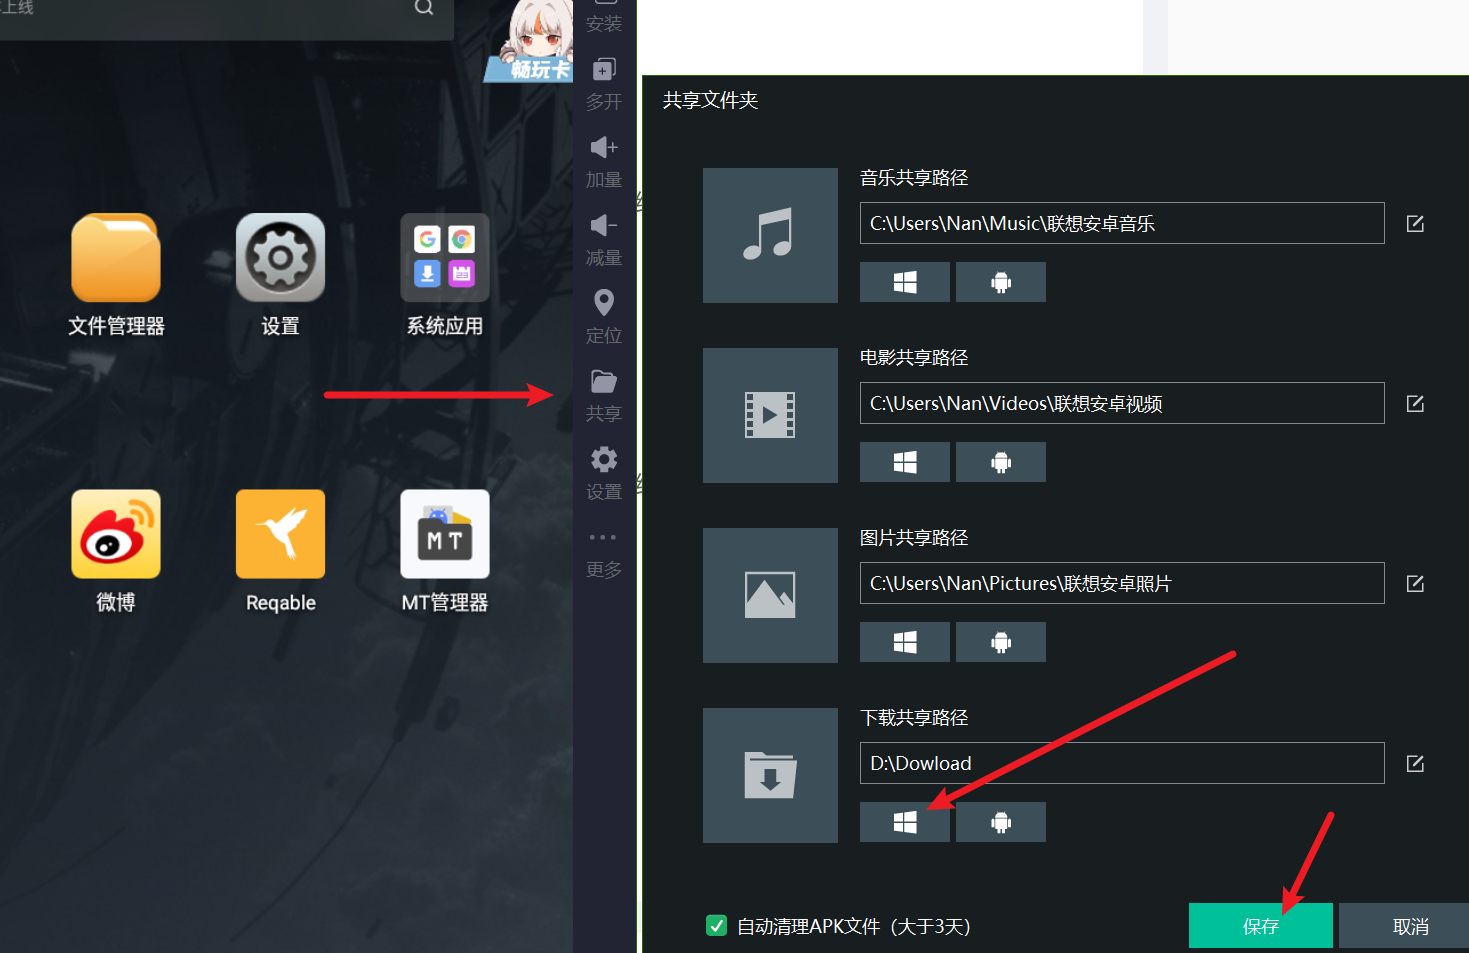 上线
畅玩卡
文件管理器
设置
系统应用
微博
Reqable
MT
MT管理器
安装
多开
加量
减量
定位
共享
设置
更多
共享文件夹
音乐共享路径
C:\Users\Nan\Music\联想安卓音乐
电影共享路径
C:\Users\Nan\Videos\联想安卓视频
图片共享路径
C:\Users\Nan\Pictures\联想安卓照片
下载共享路径
D:\Dowload
自动清理APK文件（大于3天）
保存
取消